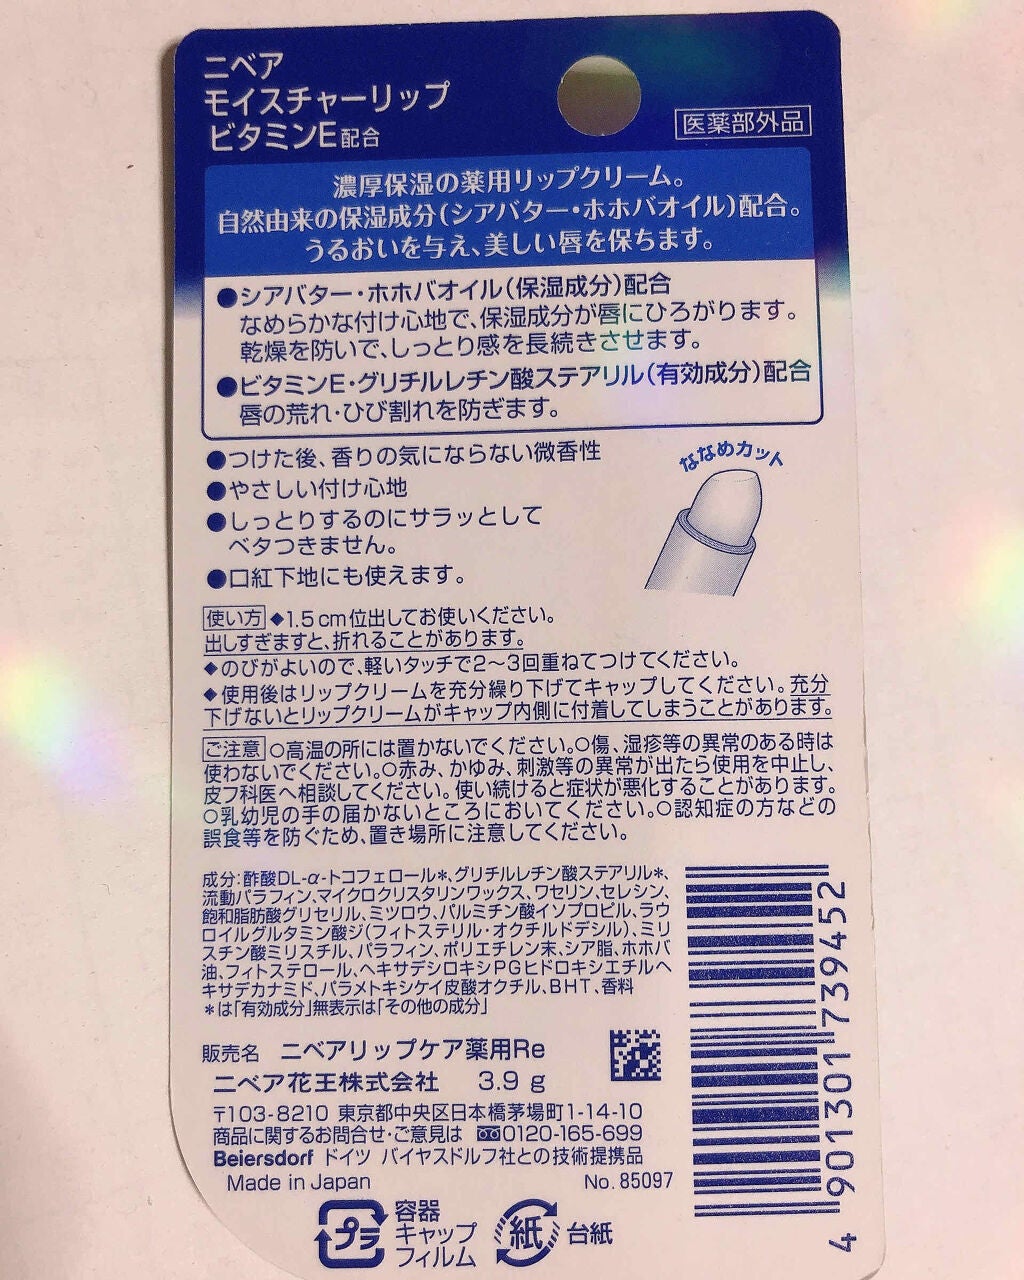 ニベア
モイスチャーリップ
ビタミンE配合
医薬部外品
濃厚保湿の薬用リップクリーム。
自然由来の保湿成分(シアバター・ホホバオイル)配合。
うるおいを与え、美しい唇を保ちます。
●シアバター・ホホバオイル(保湿成分)配合
なめらかな付け心地で、保湿成分が唇にひろがります。
乾燥を防いで、しっとり感を長続きさせます。
●ビタミンE・グリチルレチン酸ステアリル(有効成分)配合
唇の荒れ・ひび割れを防ぎます。
●つけた後、香りの気にならない微香性
●やさしい付け心地
●しっとりするのにサラッとして
ベタつきません。
●口紅下地にも使えます。
ななめカット
使い方 ◆1.5cm位出してお使いください。
出しすぎますと、折れることがあります。
◆のびがよいので、軽いタッチで2〜3回重ねてつけてください。
◆使用後はリップクリームを充分繰り下げてキャップしてください。充分
下げないとリップクリームがキャップ内側に付着してしまうことがあります。
ご注意 ○高温の所には置かないでください。○傷、湿疹等の異常のある時は
使わないでください。○赤み、かゆみ、刺激等の異常が出たら使用を中止し、
皮フ科医へ相談してください。使い続けると症状が悪化することがあります。
○乳幼児の手の届かないところにおいてください。○認知症の方などの
誤食等を防ぐため、置き場所に注意してください。
成分:酢酸DL-α-トコフェロール*、グリチルレチン酸ステアリル*、
流動パラフィン、マイクロクリスタリンワックス、ワセリン、セレシン、
飽和脂肪酸グリセリル、ミツロウ、パルミチン酸イソプロピル、ラウ
ロイルグルタミン酸ジ(フィトステリル・オクチルドデシル)、ミリ
スチン酸ミリスチル、パラフィン、ポリエチレン末、シア脂、ホホバ
油、フィトステロール、ヘキサデシロキシPGヒドロキシエチルヘ
キサデカナミド、パラメトキシケイ皮酸オクチル、BHT、香料
*は「有効成分」無表示は「その他の成分」
販売名 ニベアリップケア薬用Re
ニベア花王株式会社 3.9g
〒103-8210 東京都中央区日本橋茅場町1-14-10
商品に関するお問合せ・ご意見は 0120-165-699
Beiersdorf ドイツ バイヤスドルフ社との技術提携品
Made in Japan No. 85097
プラ
容器
キャップ
フィルム
紙
台紙
4 901301 739452